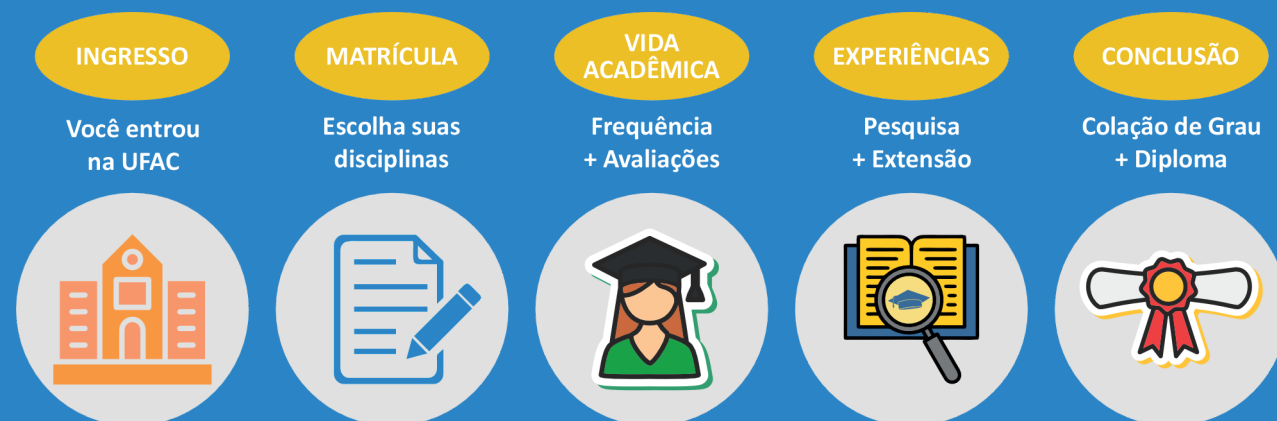 INGRESSO
Você entrou
na UFAC
MATRÍCULA
Escolha suas
disciplinas
VIDA
ACADÊMICA
Frequência
+ Avaliações
EXPERIÊNCIAS
Pesquisa
+ Extensão
CONCLUSÃO
Colação de Grau
+ Diploma